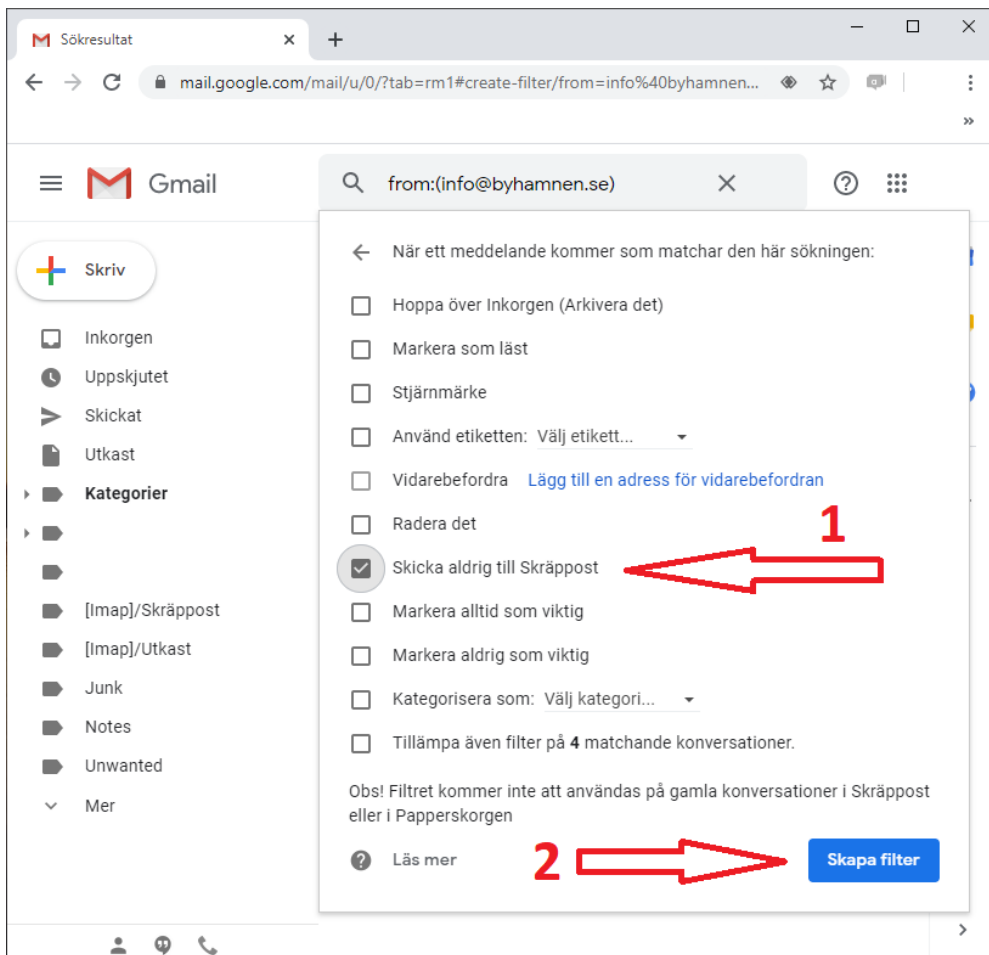 Sökresultat
mail.google.com/mail/u/0/?tab=rm1#create-filter/from=info%40byhamnen...
Gmail
from:(info@byhamnen.se)
Skriv
Inkorgen
Uppskjutet
Skickat
Utkast
Kategorier
[Imap]/Skräppost
[Imap]/Utkast
Junk
Notes
Unwanted
Mer
När ett meddelande kommer som matchar den här sökningen:
Hoppa över Inkorgen (Arkivera det)
Markera som läst
Stjärnmärke
Använd etiketten: Välj etikett...
Vidarebefordra Lägg till en adress för vidarebefordran
Radera det
1
Skicka aldrig till Skräppost
Markera alltid som viktig
Markera aldrig som viktig
Kategorisera som: Välj kategori...
Tillämpa även filter på 4 matchande konversationer.
Obs! Filtret kommer inte att användas på gamla konversationer i Skräppost
eller i Papperskorgen
Läs mer
2
Skapa filter